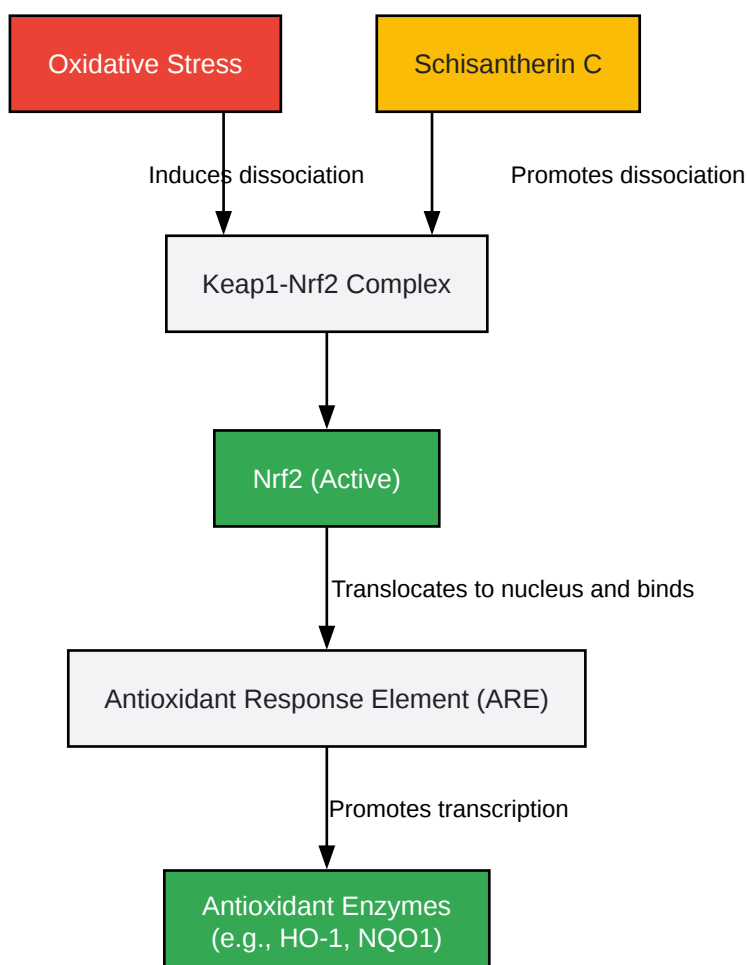 Oxidative Stress
Schisantherin C
Induces dissociation
Promotes dissociation
Keap1-Nrf2 Complex
Nrf2 (Active)
Translocates to nucleus and binds
Antioxidant Response Element (ARE)
Promotes transcription
Antioxidant Enzymes
(e.g., HO-1, NQO1)